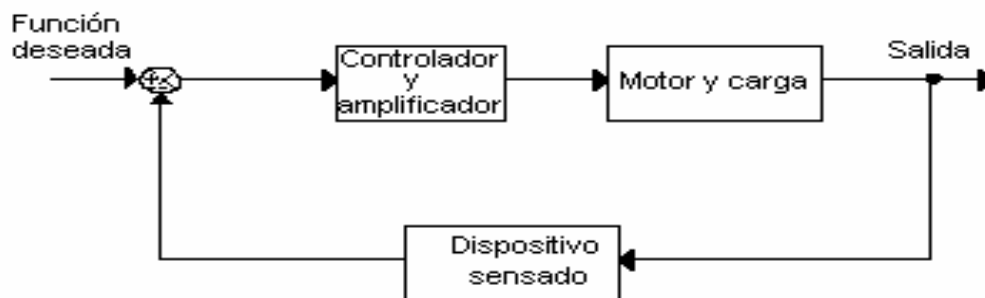 Función
deseada
Controlador
y
amplificador
Motor y carga
Salida
Dispositivo
sensado